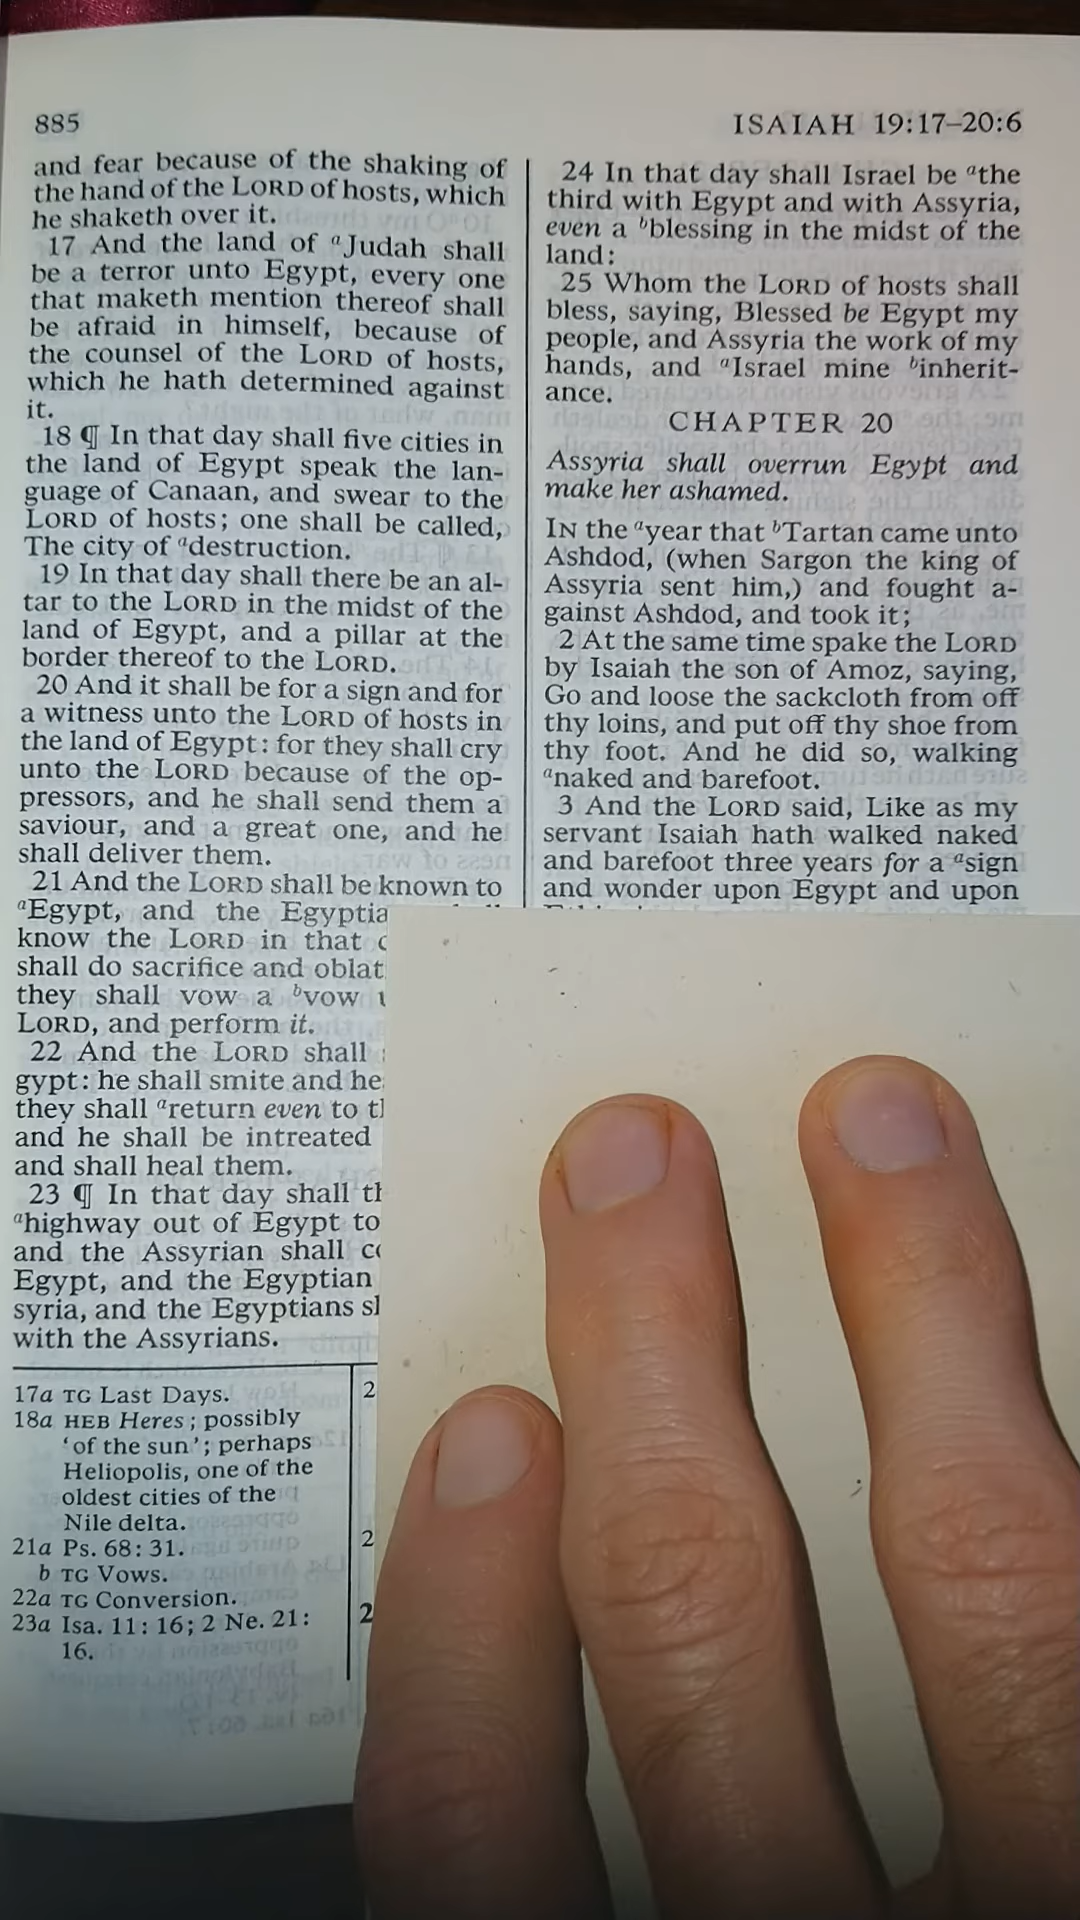 885
ISAIAH 19:17–20:6
and fear because of the shaking of
the hand of the LORD of hosts, which
he shaketh over it.
17 And the land of aJudah shall
be a terror unto Egypt, every one
that maketh mention thereof shall
be afraid in himself, because of
the counsel of the LORD of hosts,
which he hath determined against
it.
18 ¶ In that day shall five cities in
the land of Egypt speak the lan-
guage of Canaan, and swear to the
LORD of hosts; one shall be called,
The city of adestruction.
19 In that day shall there be an al-
tar to the LORD in the midst of the
land of Egypt, and a pillar at the
border thereof to the LORD.
20 And it shall be for a sign and for
a witness unto the LORD of hosts in
the land of Egypt: for they shall cry
unto the LORD because of the op-
pressors, and he shall send them a
saviour, and a great one, and he
shall deliver them.
21 And the LORD shall be known to
aEgypt, and the
know the LORD in that
shall do sacrifice and
they shall vow a bvow
LORD, and perform it.
22 And the LORD shall
gypt: he shall smite and
they shall areturn even to
and he shall be intreated
and shall heal them.
23 ¶ In that day shall
ahighway out of Egypt to
and the Assyrian shall
Egypt, and the Egyptian
syria, and the Egyptians
with the Assyrians.
24 In that day shall Israel be athe
third with Egypt and with Assyria,
even a bblessing in the midst of the
land:
25 Whom the LORD of hosts shall
bless, saying, Blessed be Egypt my
people, and Assyria the work of my
hands, and aIsrael mine binherit-
ance.
CHAPTER 20
Assyria shall overrun Egypt and
make her ashamed.
IN the ayear that bTartan came unto
Ashdod, (when Sargon the king of
Assyria sent him,) and fought a-
gainst Ashdod, and took it;
2 At the same time spake the LORD
by Isaiah the son of Amoz, saying,
Go and loose the sackcloth from off
thy loins, and put off thy shoe from
thy foot. And he did so, walking
anaked and barefoot.
3 And the LORD said, Like as my
servant Isaiah hath walked naked
and barefoot three years for a asign
and wonder upon Egypt and upon
17a TG Last Days.
18a HEB Heres; possibly
‘of the sun’; perhaps
Heliopolis, one of the
oldest cities of the
Nile delta.
21a Ps. 68: 31.
b TG Vows.
22a TG Conversion.
23a Isa. 11: 16; 2 Ne. 21:
16.